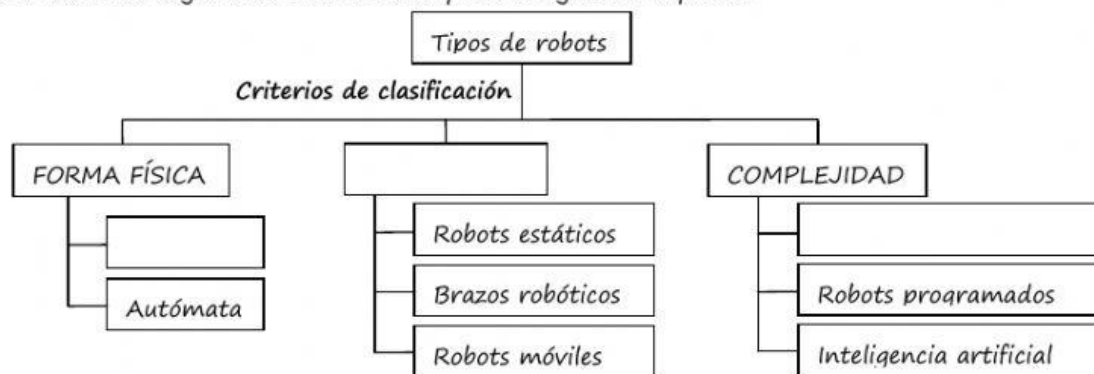 Tipos de robots
Criterios de clasificación
FORMA FÍSICA
COMPLEJIDAD
Autómata
Robots estáticos
Brazos robóticos
Robots móviles
Robots programados
Inteligencia artificial